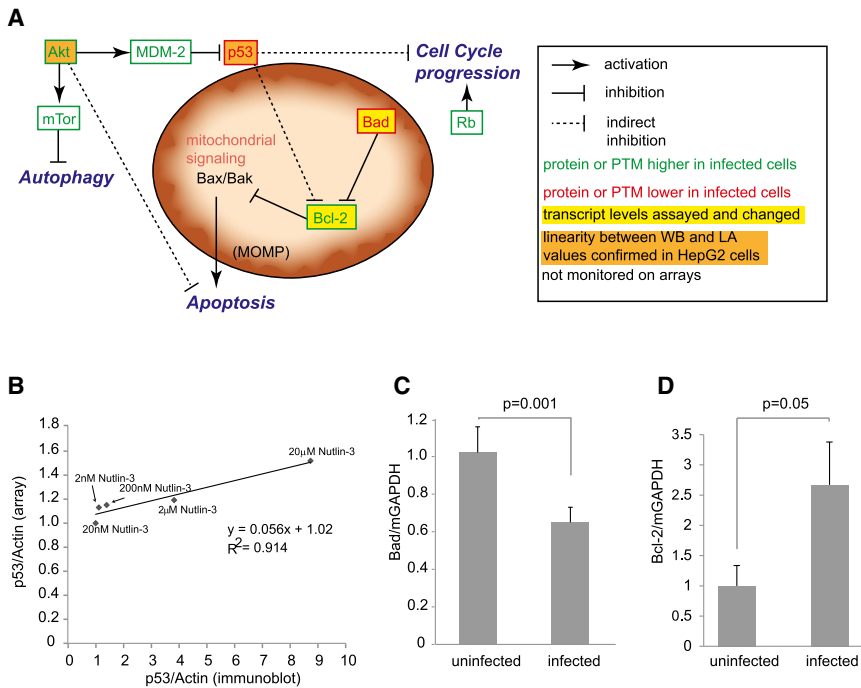 A
Akt
MDM-2
p53
Cell Cycle
progression
mTor
Bad
Rb
mitochondrial
signaling
Autophagy
Bax/Bak
Bcl-2
(MOMP)
Apoptosis
activation
inhibition
indirect
inhibition
protein or PTM higher in infected cells
protein or PTM lower in infected cells
transcript levels assayed and changed
linearity between WB and LA
values confirmed in HepG2 cells
not monitored on arrays
B
p53/Actin (array)
1.8
1.6
1.4
1.2
1.0
0.8
0.6
0.4
0.2
0
20μM Nutlin-3
2nM Nutlin-3
200nM Nutlin-3
2μM Nutlin-3
20nM Nutlin-3
y = 0.056x + 1.02
R2 = 0.914
0 1 2 3 4 5 6 7 8 9 10
p53/Actin (immunoblot)
C
p=0.001
Bad/mGAPDH
1.2
1
0.8
0.6
0.4
0.2
0
uninfected infected
D
p=0.05
Bcl-2/mGAPDH
3.5
3
2.5
2
1.5
1
0.5
0
uninfected infected